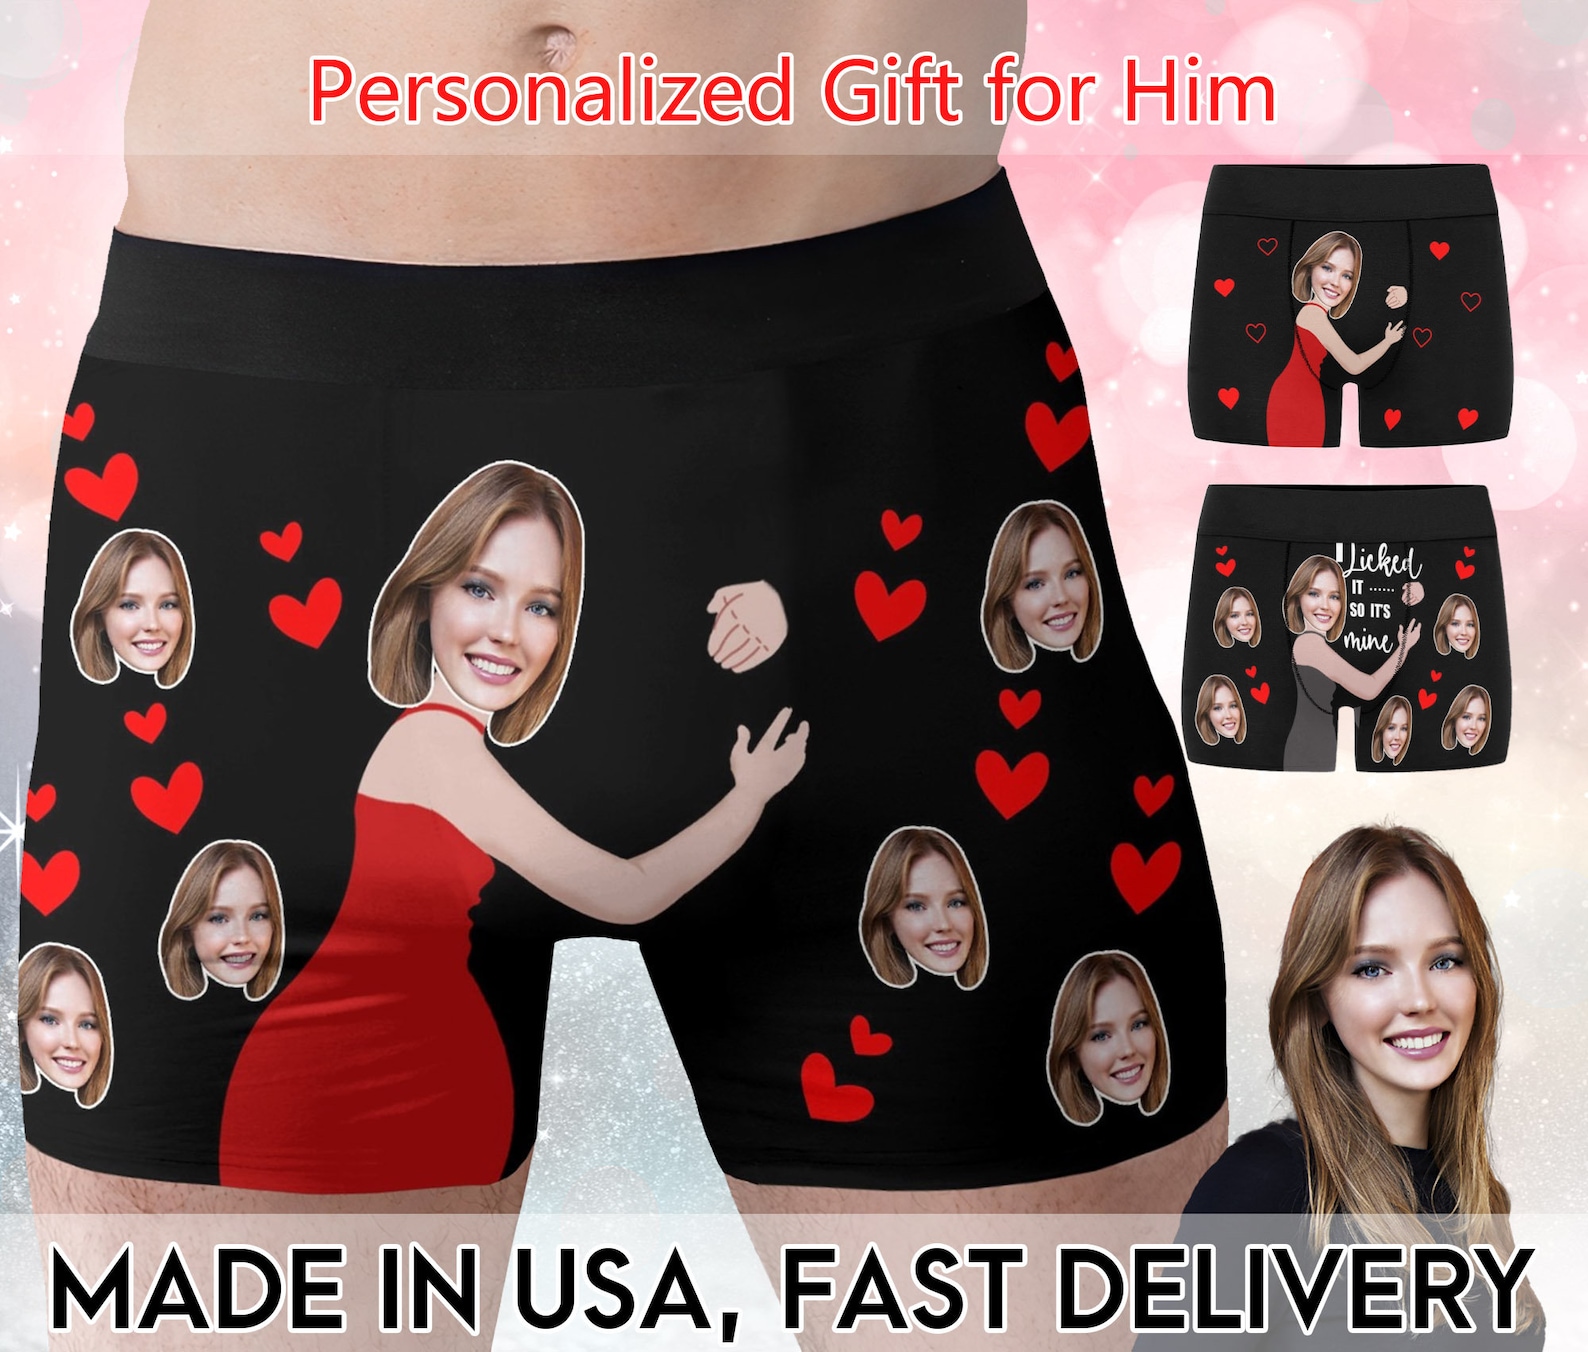 Personalized Gift for Him
I Licked
IT ......
SO IT'S
mine
MADE IN USA, FAST DELIVERY